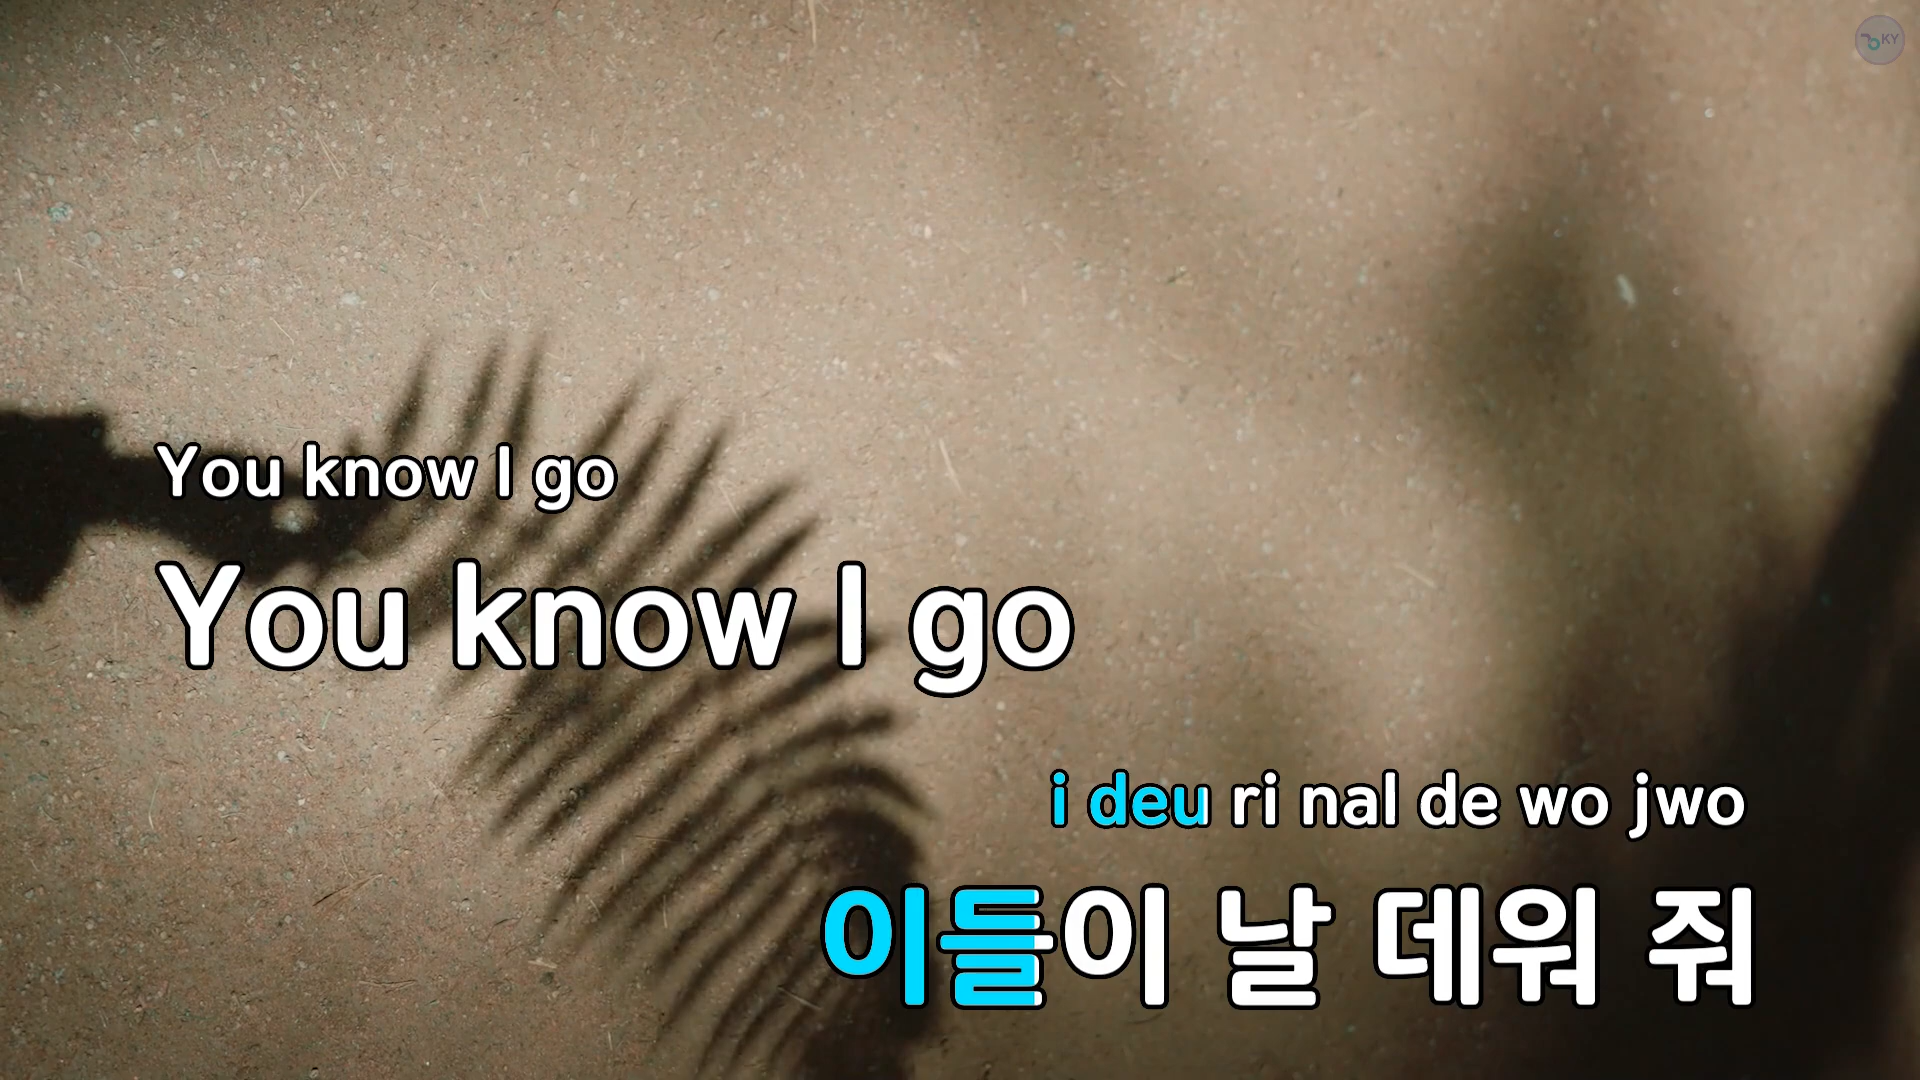 KY
You know I go
You know I go
i deu ri nal de wo jwo
이들이 날 데워 줘